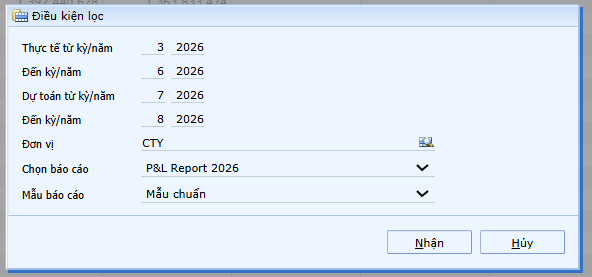 Điều kiện lọc
Thực tế từ kỳ/năm 3 2026
Đến kỳ/năm 6 2026
Dự toán từ kỳ/năm 7 2026
Đến kỳ/năm 8 2026
Đơn vị CTY
Chọn báo cáo P&L Report 2026
Mẫu báo cáo Mẫu chuẩn
Nhận Hủy